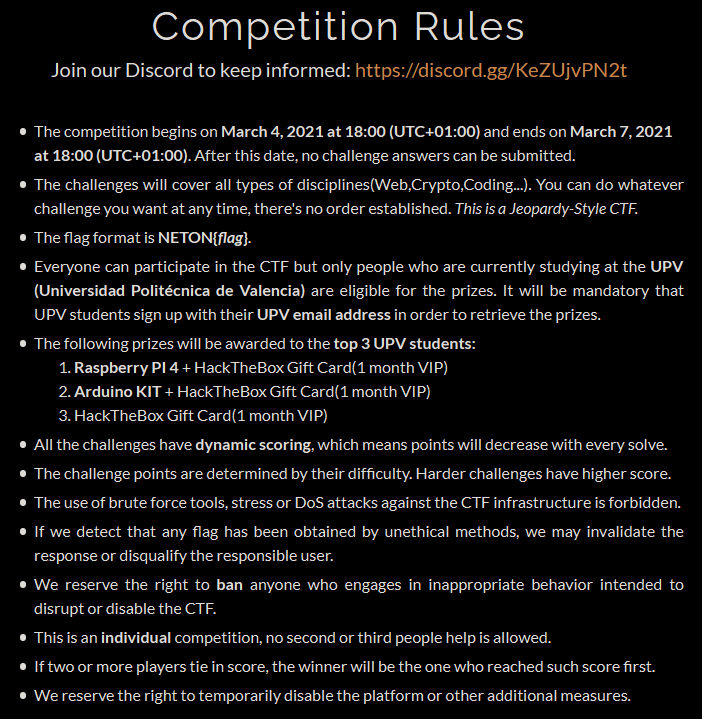 Competition Rules
Join our Discord to keep informed: https://discord.gg/KeZUjvPN2t
• The competition begins on March 4, 2021 at 18:00 (UTC+01:00) and ends on March 7, 2021
at 18:00 (UTC+01:00). After this date, no challenge answers can be submitted.
• The challenges will cover all types of disciplines(Web,Crypto,Coding...). You can do whatever
challenge you want at any time, there's no order established. This is a Jeopardy-Style CTF.
• The flag format is NETON{flag}.
• Everyone can participate in the CTF but only people who are currently studying at the UPV
(Universidad Politécnica de Valencia) are eligible for the prizes. It will be mandatory that
UPV students sign up with their UPV email address in order to retrieve the prizes.
• The following prizes will be awarded to the top 3 UPV students:
1. Raspberry PI 4 + HackTheBox Gift Card(1 month VIP)
2. Arduino KIT + HackTheBox Gift Card(1 month VIP)
3. HackTheBox Gift Card(1 month VIP)
• All the challenges have dynamic scoring, which means points will decrease with every solve.
• The challenge points are determined by their difficulty. Harder challenges have higher score.
• The use of brute force tools, stress or DoS attacks against the CTF infrastructure is forbidden.
• If we detect that any flag has been obtained by unethical methods, we may invalidate the
response or disqualify the responsible user.
• We reserve the right to ban anyone who engages in inappropriate behavior intended to
disrupt or disable the CTF.
• This is an individual competition, no second or third people help is allowed.
• If two or more players tie in score, the winner will be the one who reached such score first.
• We reserve the right to temporarily disable the platform or other additional measures.